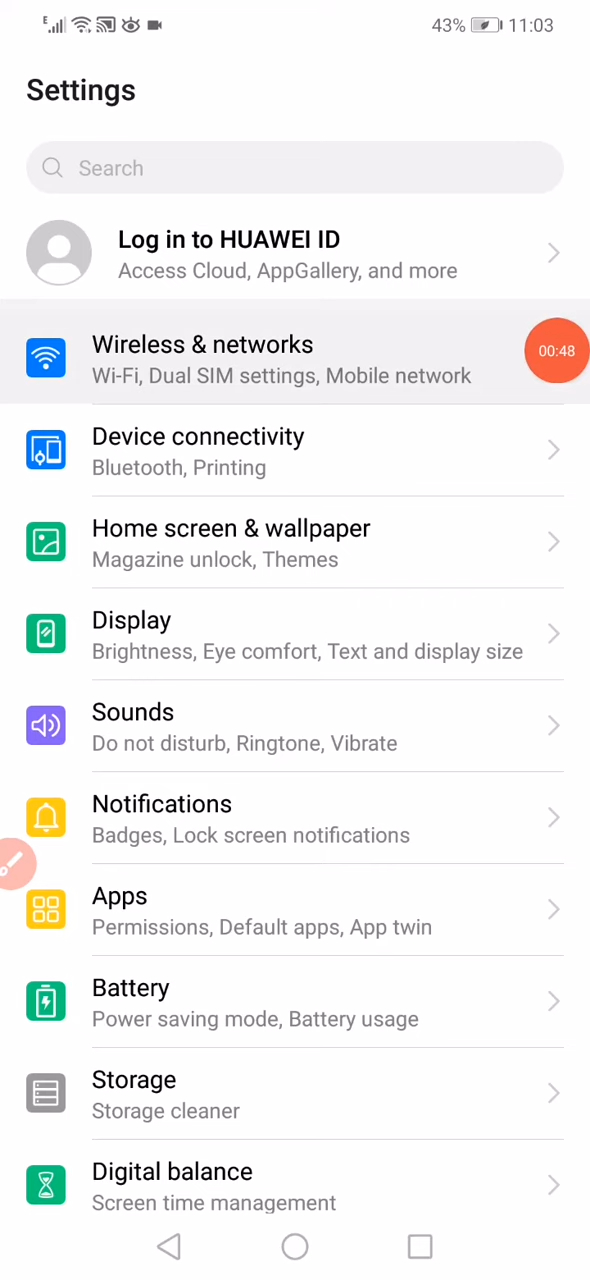 E 43% 11:03
Settings
Search
Log in to HUAWEI ID
Access Cloud, AppGallery, and more
Wireless & networks
Wi-Fi, Dual SIM settings, Mobile network
00:48
Device connectivity
Bluetooth, Printing
Home screen & wallpaper
Magazine unlock, Themes
Display
Brightness, Eye comfort, Text and display size
Sounds
Do not disturb, Ringtone, Vibrate
Notifications
Badges, Lock screen notifications
Apps
Permissions, Default apps, App twin
Battery
Power saving mode, Battery usage
Storage
Storage cleaner
Digital balance
Screen time management